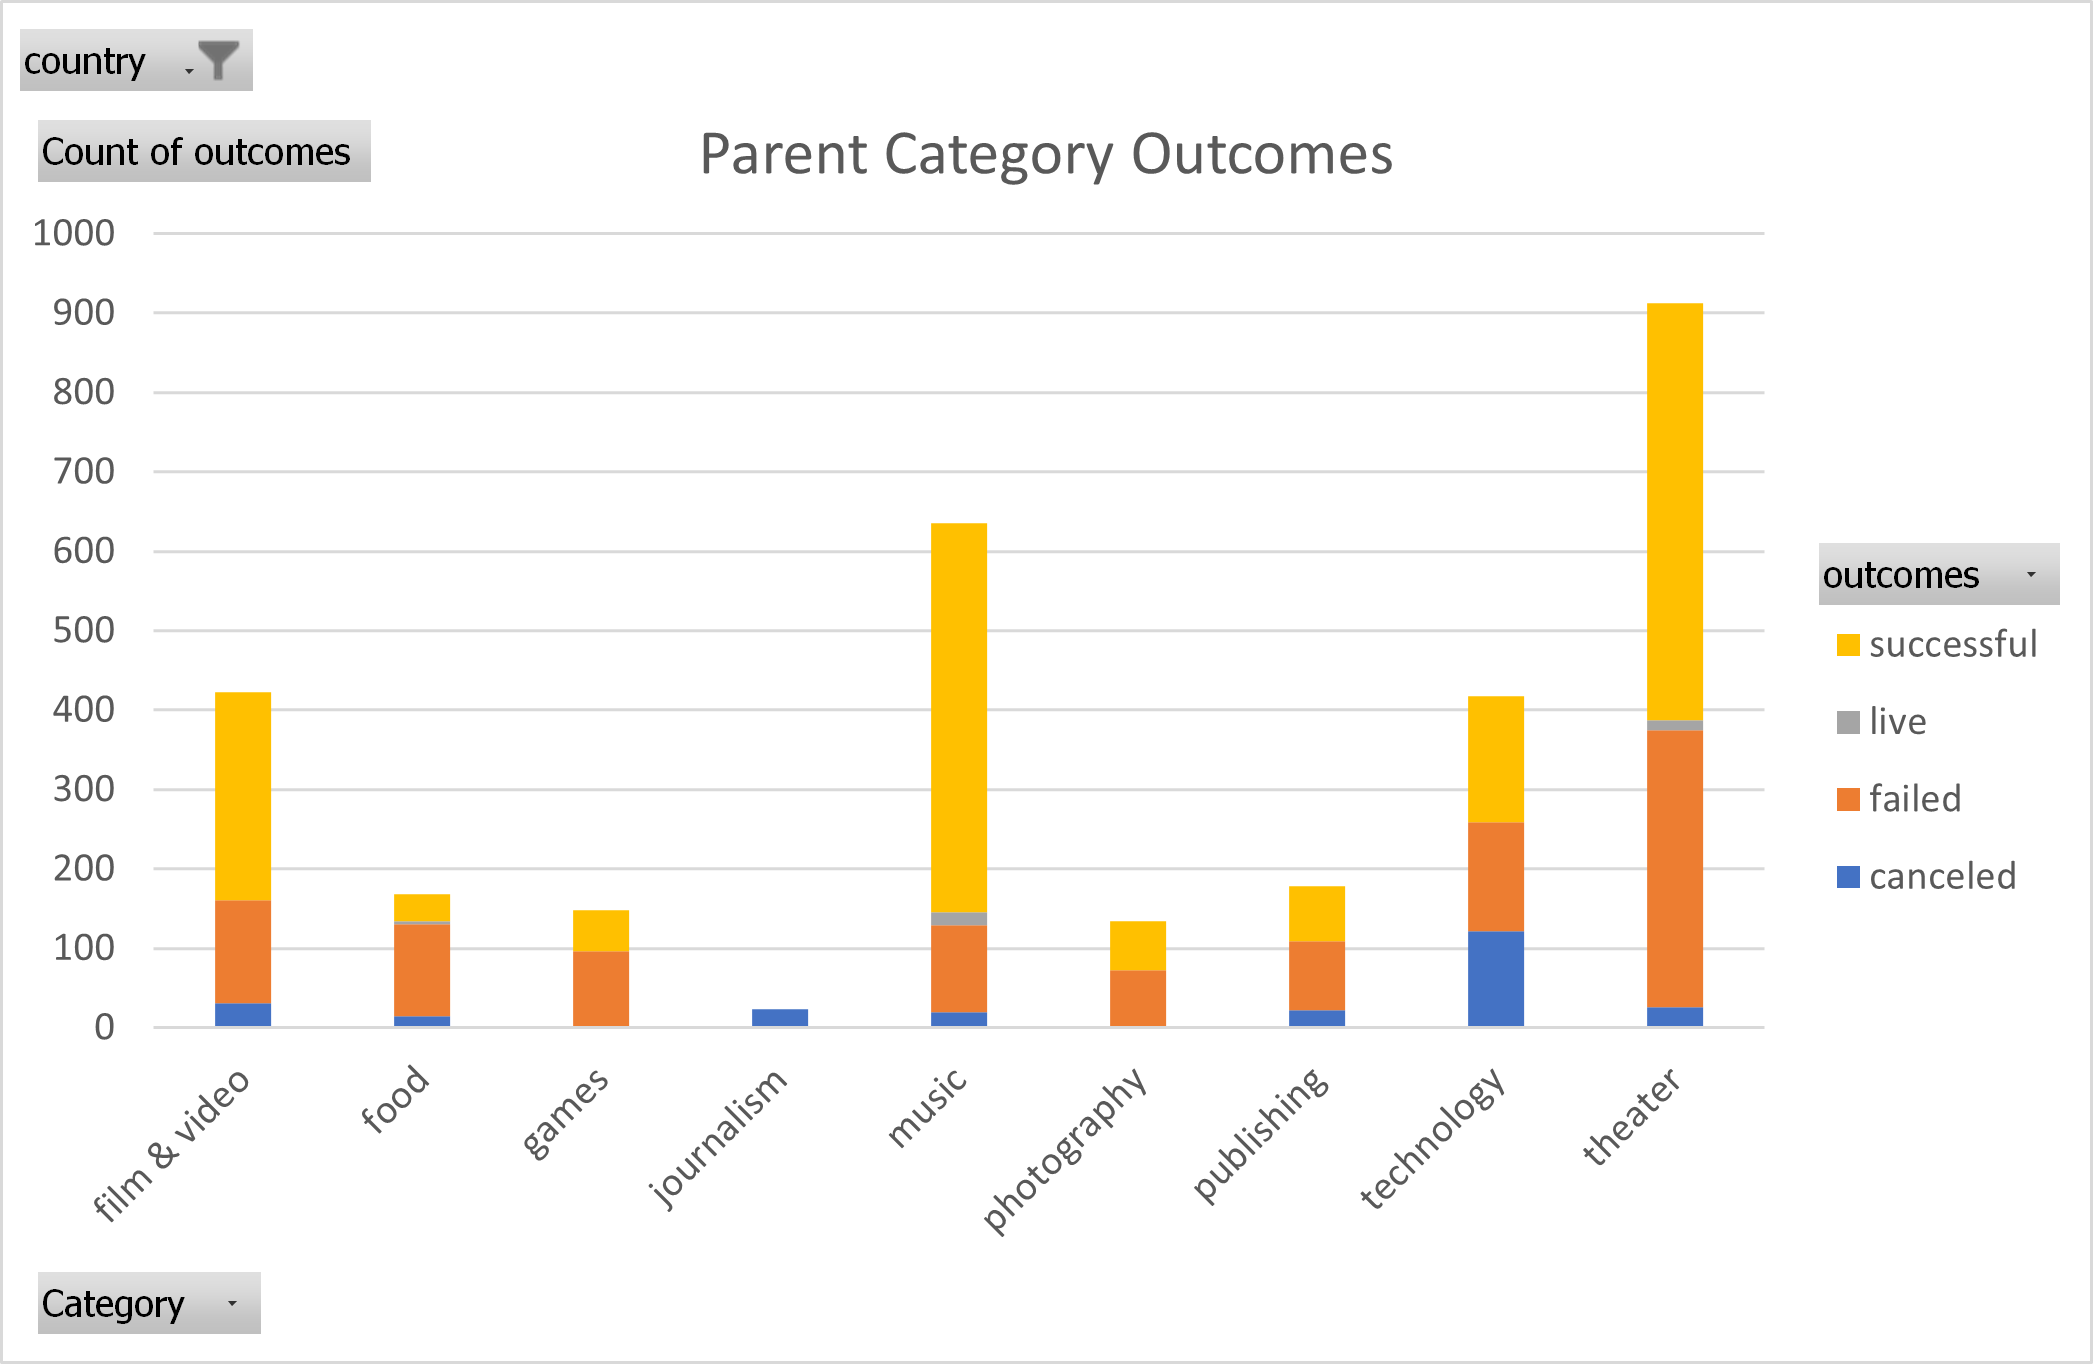 country
Count of outcomes
Parent Category Outcomes
1000
900
800
700
600
500
400
300
200
100
0
film & video
food
games
journalism
music
photography
publishing
technology
theater
outcomes
successful
live
failed
canceled
Category